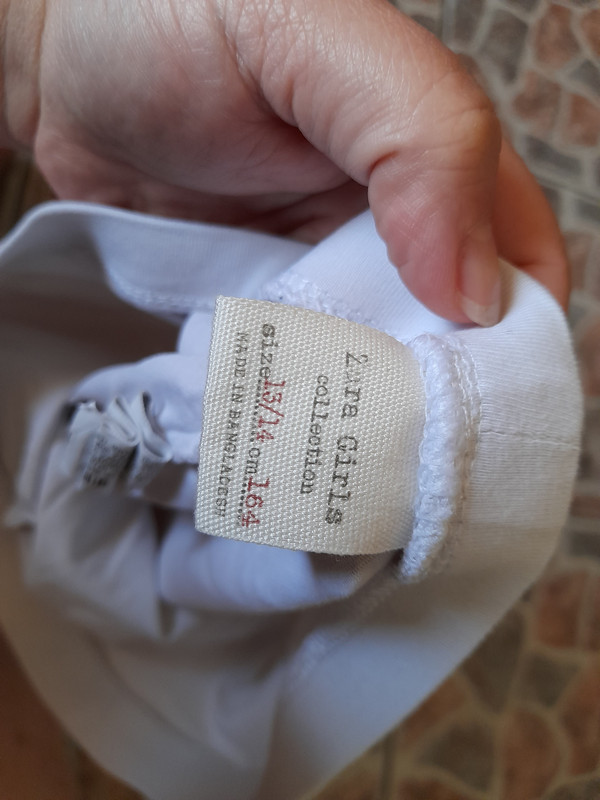 Zara Girls
collection
size......13/14 cm 164......
MADE IN BANGLADESH